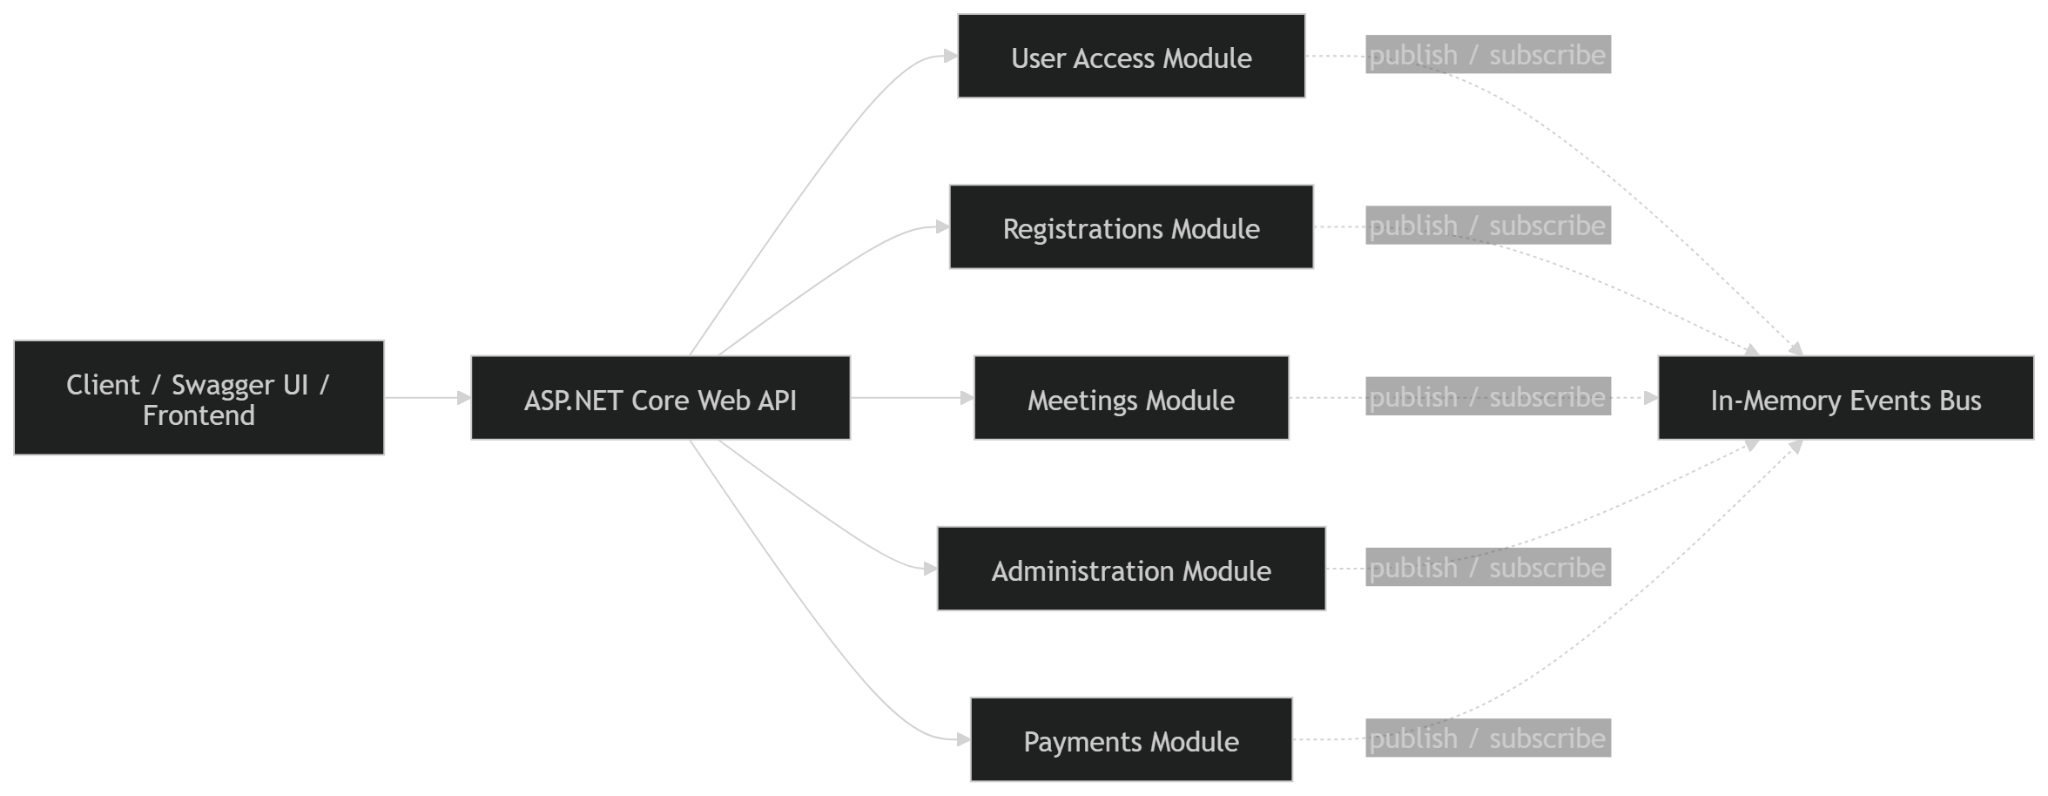 User Access Module
publish / subscribe
Registrations Module
publish / subscribe
Client / Swagger UI /
Frontend
ASP.NET Core Web API
Meetings Module
publish / subscribe
In-Memory Events Bus
Administration Module
publish / subscribe
Payments Module
publish / subscribe